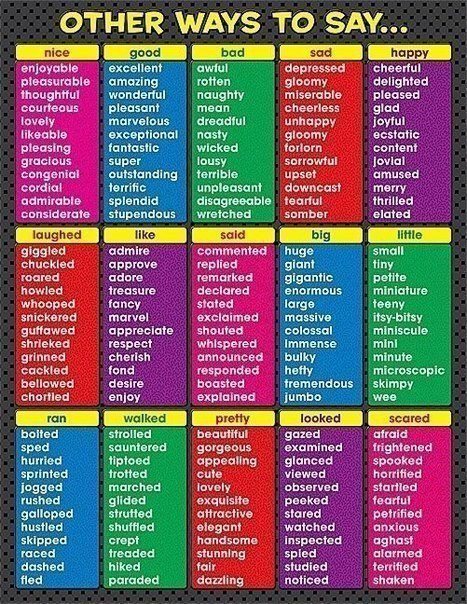 OTHER WAYS TO SAY...
nice
enjoyable
pleasurable
thoughtful
courteous
lovely
likeable
pleasing
gracious
congenial
cordial
admirable
considerate
good
excellent
amazing
wonderful
pleasant
marvelous
exceptional
fantastic
super
outstanding
terrific
splendid
stupendous
bad
awful
rotten
naughty
mean
dreadful
nasty
wicked
lousy
terrible
unpleasant
disagreeable
wretched
sad
depressed
gloomy
miserable
cheerless
unhappy
gloomy
forlorn
sorrowful
upset
downcast
tearful
somber
happy
cheerful
delighted
pleased
glad
joyful
ecstatic
content
jovial
amused
merry
thrilled
elated
laughed
giggled
chuckled
roared
howled
whooped
snickered
guffawed
shrieked
grinned
cackled
bellowed
chortled
like
admire
approve
adore
treasure
fancy
marvel
appreciate
respect
cherish
fond
desire
enjoy
said
commented
replied
remarked
declared
stated
exclaimed
shouted
whispered
announced
responded
boasted
explained
big
huge
giant
gigantic
enormous
large
massive
colossal
immense
bulky
hefty
tremendous
jumbo
little
small
tiny
petite
miniature
teeny
itsy-bitsy
miniscule
mini
minute
microscopic
skimpy
wee
ran
bolted
sped
hurried
sprinted
jogged
rushed
galloped
hustled
skipped
raced
dashed
fled
walked
strolled
sauntered
tiptoed
trotted
marched
glided
strutted
shuffled
crept
treaded
hiked
paraded
pretty
beautiful
gorgeous
appealing
cute
lovely
exquisite
attractive
elegant
handsome
stunning
fair
dazzling
looked
gazed
examined
glanced
viewed
observed
peeked
stared
watched
inspected
spied
studied
noticed
scared
afraid
frightened
spooked
horrified
startled
fearful
petrified
anxious
aghast
alarmed
terrified
shaken